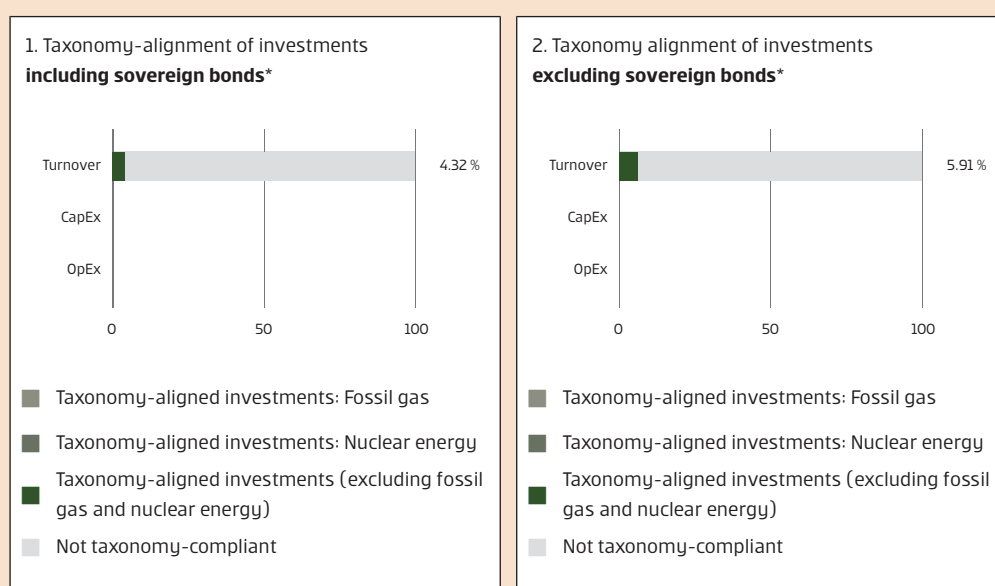 1. Taxonomy-alignment of investments
including sovereign bonds*
Turnover
4.32 %
CapEx
OpEx
0
50
100
Taxonomy-aligned investments: Fossil gas
Taxonomy-aligned investments: Nuclear energy
Taxonomy-aligned investments (excluding fossil
gas and nuclear energy)
Not taxonomy-compliant
2. Taxonomy alignment of investments
excluding sovereign bonds*
Turnover
5.91 %
CapEx
OpEx
0
50
100
Taxonomy-aligned investments: Fossil gas
Taxonomy-aligned investments: Nuclear energy
Taxonomy-aligned investments (excluding fossil
gas and nuclear energy)
Not taxonomy-compliant